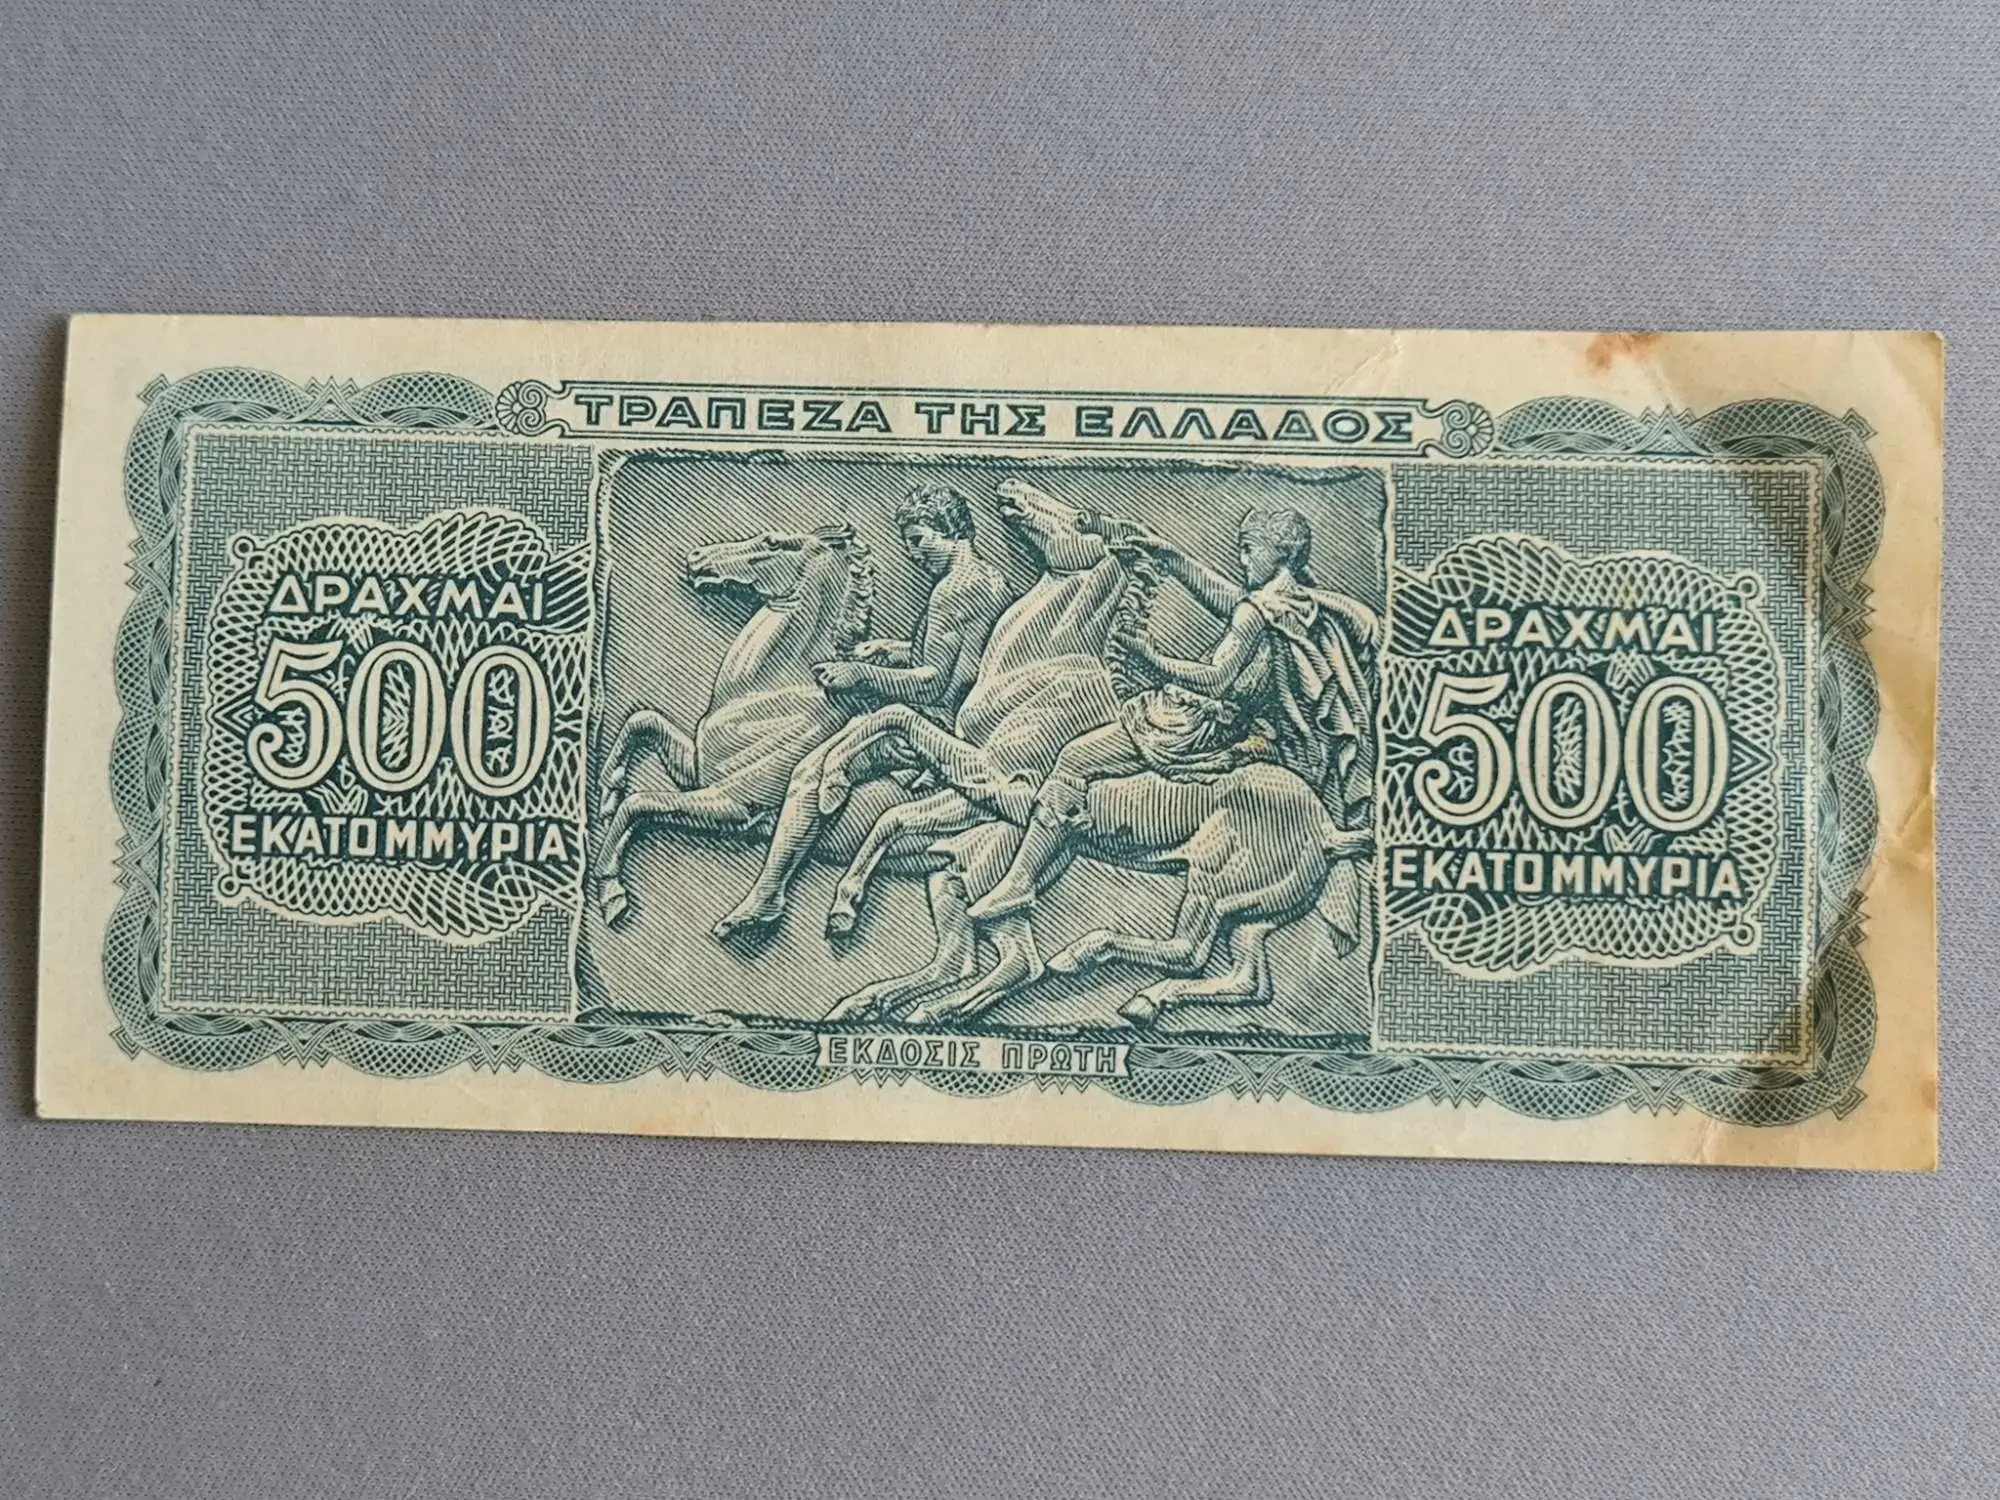 ΤΡΑΠΕΖΑ ΤΗΣ ΕΛΛΑΔΟΣ
ΔΡΑΧΜΑΙ
500
ΕΚΑΤΟΜΜΥΡΙΑ
ΔΡΑΧΜΑΙ
500
ΕΚΑΤΟΜΜΥΡΙΑ
ΕΚΔΟΣΙΣ ΠΡΩΤΗ